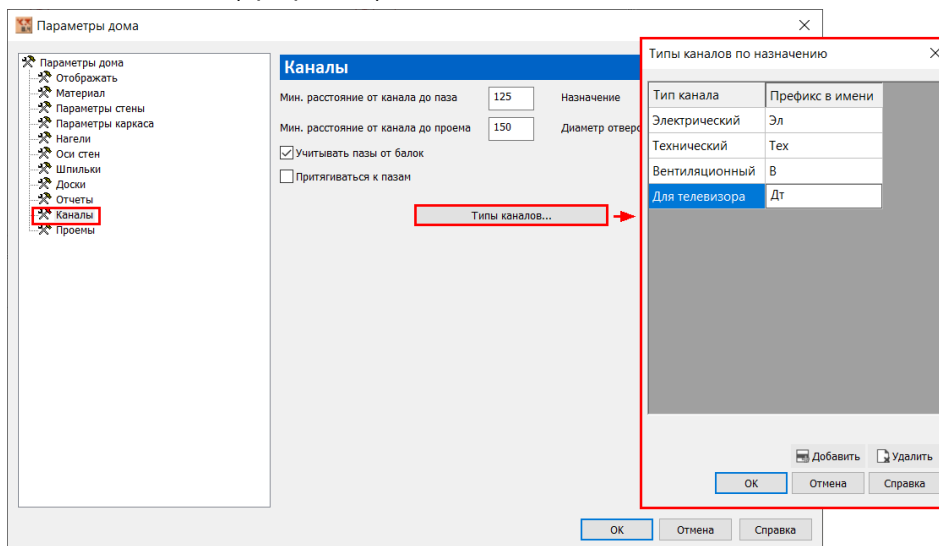 Параметры дома
Параметры дома
Отображать
Материал
Параметры стены
Параметры каркаса
Нагели
Оси стен
Шпильки
Доски
Отчеты
Каналы
Проемы
Каналы
Мин. расстояние от канала до паза 125 Назначение
Мин. расстояние от канала до проема 150 Диаметр отверс
Учитывать пазы от балок
Притягиваться к пазам
Типы каналов...
OK Отмена Справка
Типы каналов по назначению
Тип канала Префикс в имени
Электрический Эл
Технический Тех
Вентиляционный В
Для телевизора Дт
Добавить Удалить
OK Отмена Справка